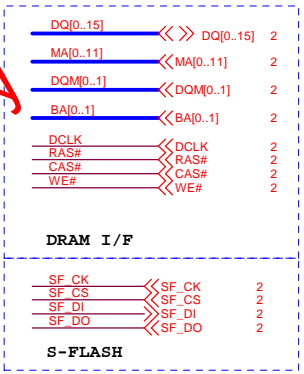 DQ[0..15] DQ[0..15] 2
MA[0..11] MA[0..11] 2
DQM[0..1] DQM[0..1] 2
BA[0..1] BA[0..1] 2
DCLK DCLK 2
RAS# RAS# 2
CAS# CAS# 2
WE# WE# 2
DRAM I/F
SF_CK SF_CK 2
SF_CS SF_CS 2
SF_DI SF_DI 2
SF_DO SF_DO 2
S-FLASH